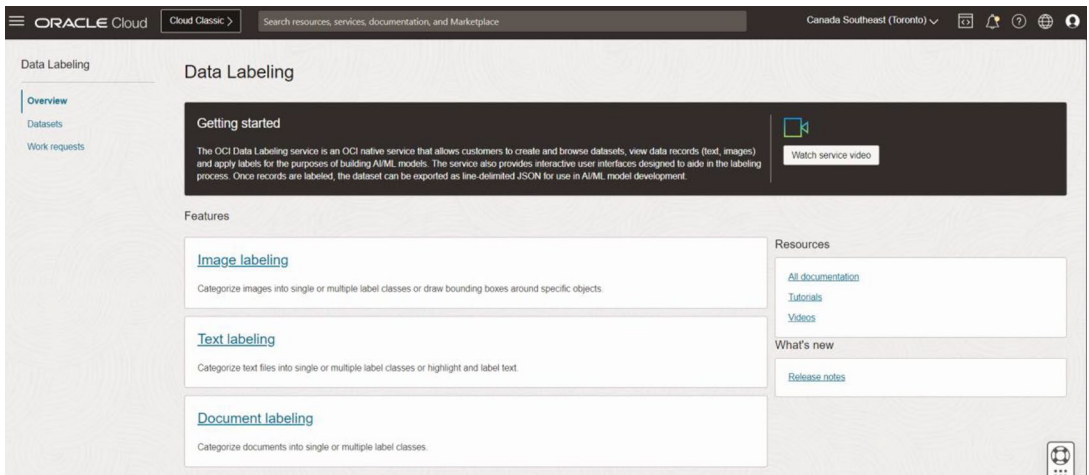 ORACLE Cloud
Cloud Classic >
Search resources, services, documentation, and Marketplace
Canada Southeast (Toronto)
Data Labeling
Overview
Datasets
Work requests
Data Labeling
Getting started
The OCI Data Labeling service is an OCI native service that allows customers to create and browse datasets, view data records (text, images)
and apply labels for the purposes of building AI/ML models. The service also provides interactive user interfaces designed to aide in the labeling
process. Once records are labeled, the dataset can be exported as line-delimited JSON for use in AI/ML model development.
Watch service video
Features
Image labeling
Categorize images into single or multiple label classes or draw bounding boxes around specific objects.
Text labeling
Categorize text files into single or multiple label classes or highlight and label text.
Document labeling
Categorize documents into single or multiple label classes.
Resources
All documentation
Tutorials
Videos
What's new
Release notes